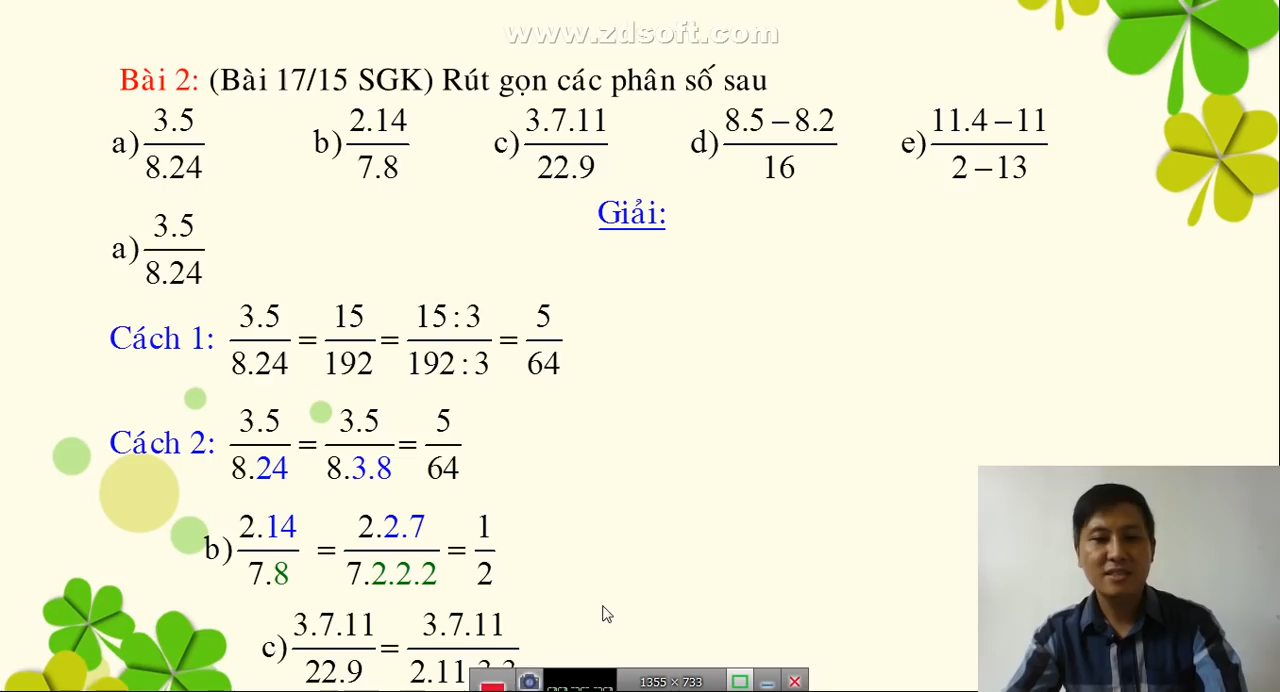 www.zdsoft.com
Bài 2: (Bài 17/15 SGK) Rút gọn các phân số sau
a) 3.5/8.24 b) 2.14/7.8 c) 3.7.11/22.9 d) 8.5 – 8.2/16 e) 11.4 – 11/2 – 13
Giải:
a) 3.5/8.24
Cách 1: 3.5/8.24 = 15/192 = 15 : 3/192 : 3 = 5/64
Cách 2: 3.5/8.24 = 3.5/8.3.8 = 5/64
b) 2.14/7.8 = 2.2.7/7.2.2.2 = 1/2
c) 3.7.11/22.9 = 3.7.11/2.11.3.3
1355 × 733